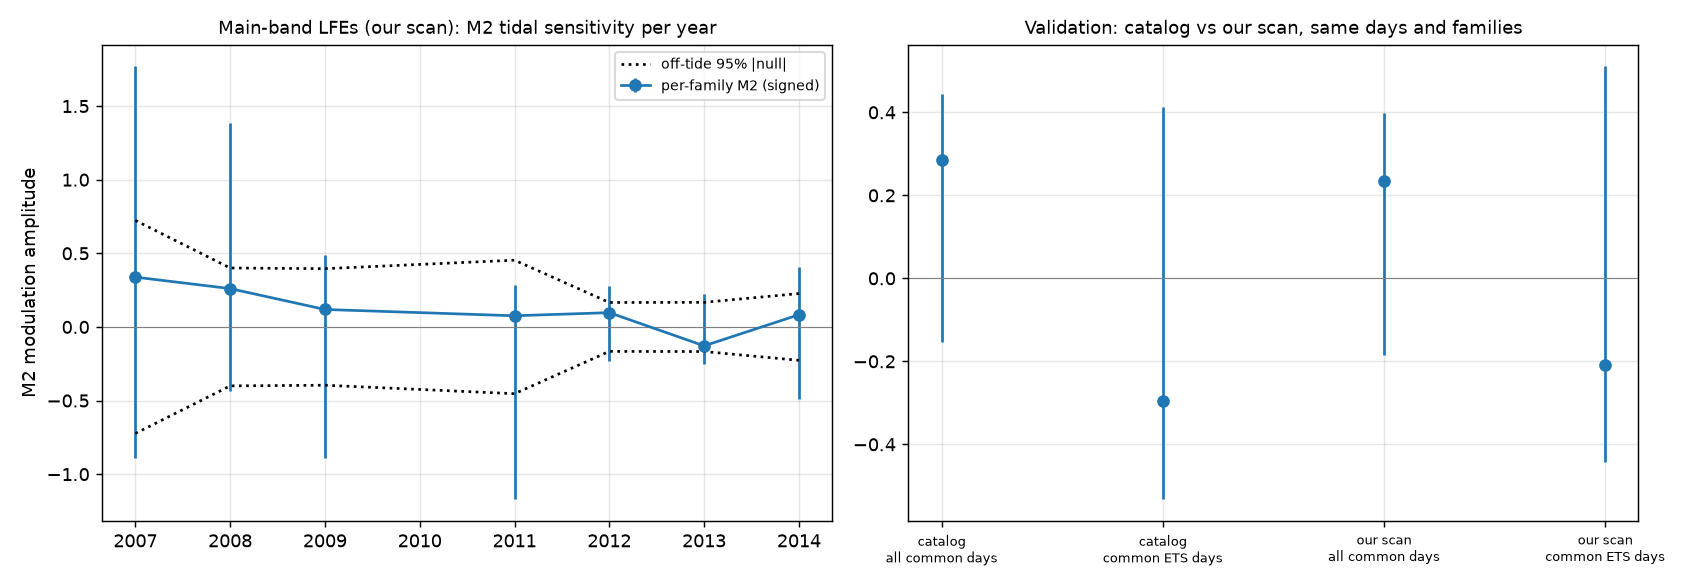 Main-band LFEs (our scan): M2 tidal sensitivity per year
off-tide 95% |null|
per-family M2 (signed)
M2 modulation amplitude
1.5
1.0
0.5
0.0
−0.5
−1.0
2007 2008 2009 2010 2011 2012 2013 2014
Validation: catalog vs our scan, same days and families
0.4
0.2
0.0
−0.2
−0.4
catalog
all common days
catalog
common ETS days
our scan
all common days
our scan
common ETS days